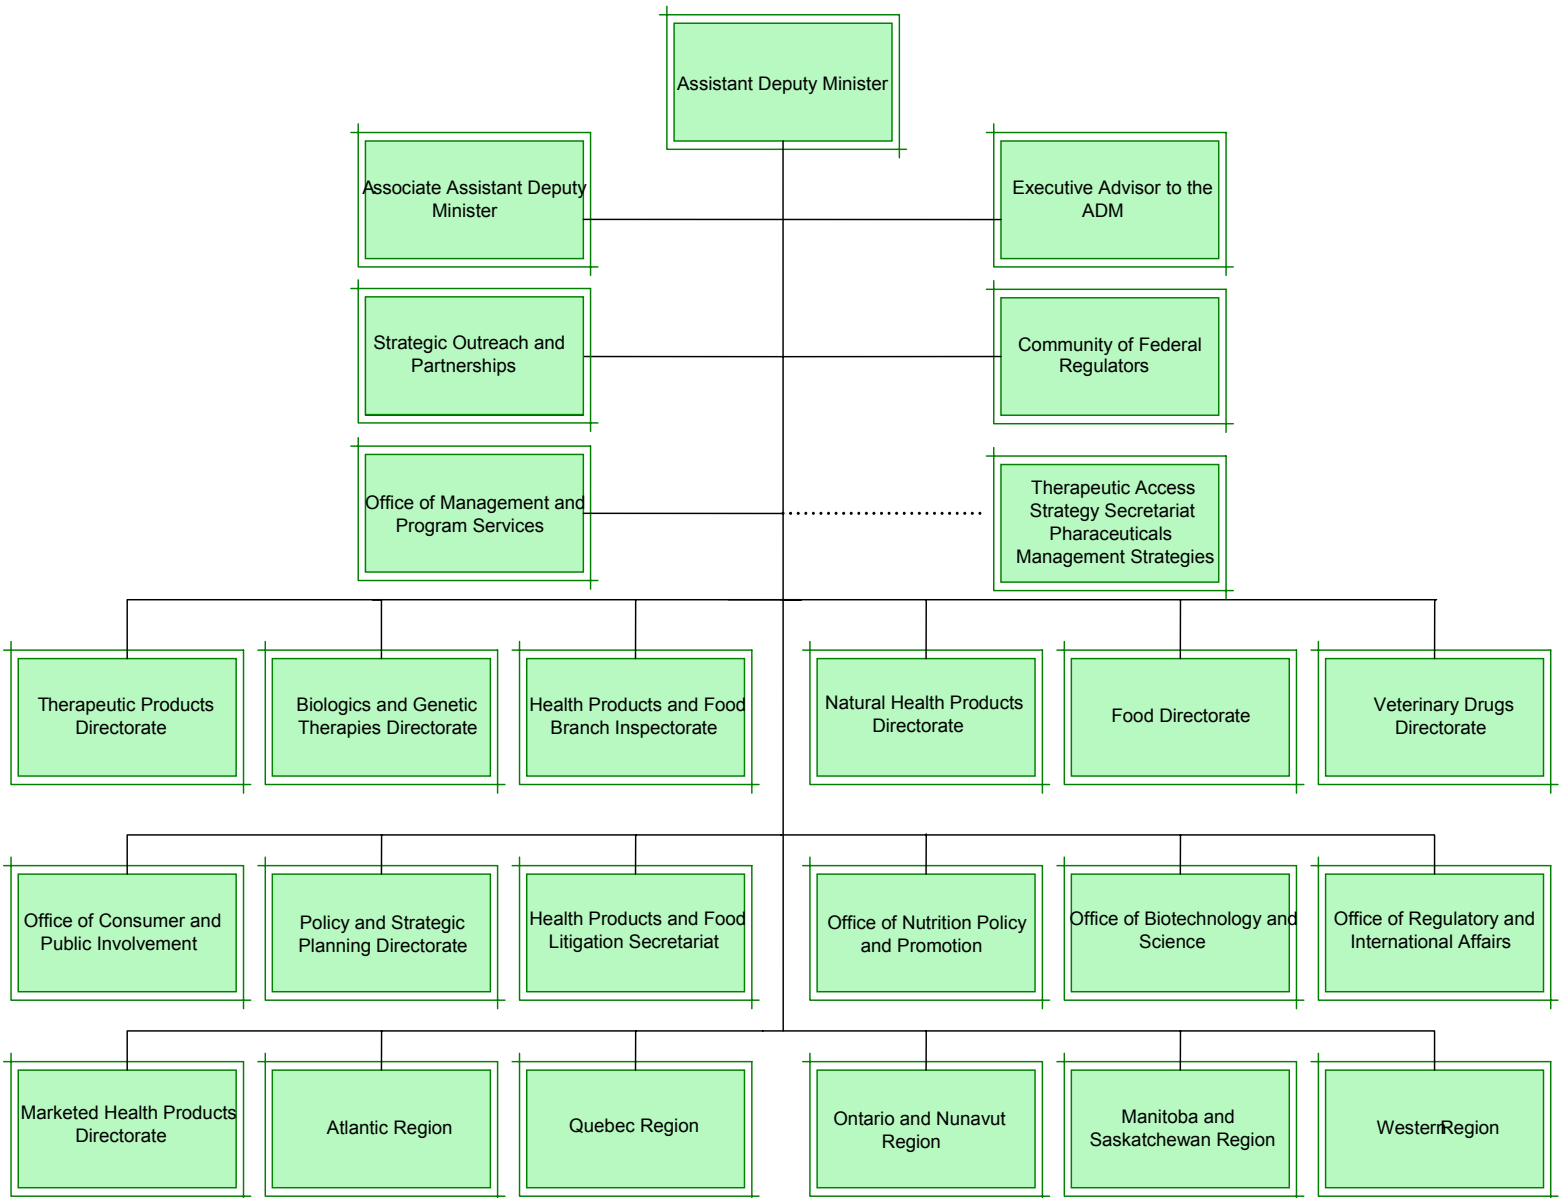 Assistant Deputy Minister
Associate Assistant Deputy
Minister
Executive Advisor to the
ADM
Strategic Outreach and
Partnerships
Community of Federal
Regulators
Office of Management and
Program Services
Therapeutic Access
Strategy Secretariat
Pharaceuticals
Management Strategies
Therapeutic Products
Directorate
Biologics and Genetic
Therapies Directorate
Health Products and Food
Branch Inspectorate
Natural Health Products
Directorate
Food Directorate
Veterinary Drugs
Directorate
Office of Consumer and
Public Involvement
Policy and Strategic
Planning Directorate
Health Products and Food
Litigation Secretariat
Office of Nutrition Policy
and Promotion
Office of Biotechnology and
Science
Office of Regulatory and
International Affairs
Marketed Health Products
Directorate
Atlantic Region
Quebec Region
Ontario and Nunavut
Region
Manitoba and
Saskatchewan Region
Western Region